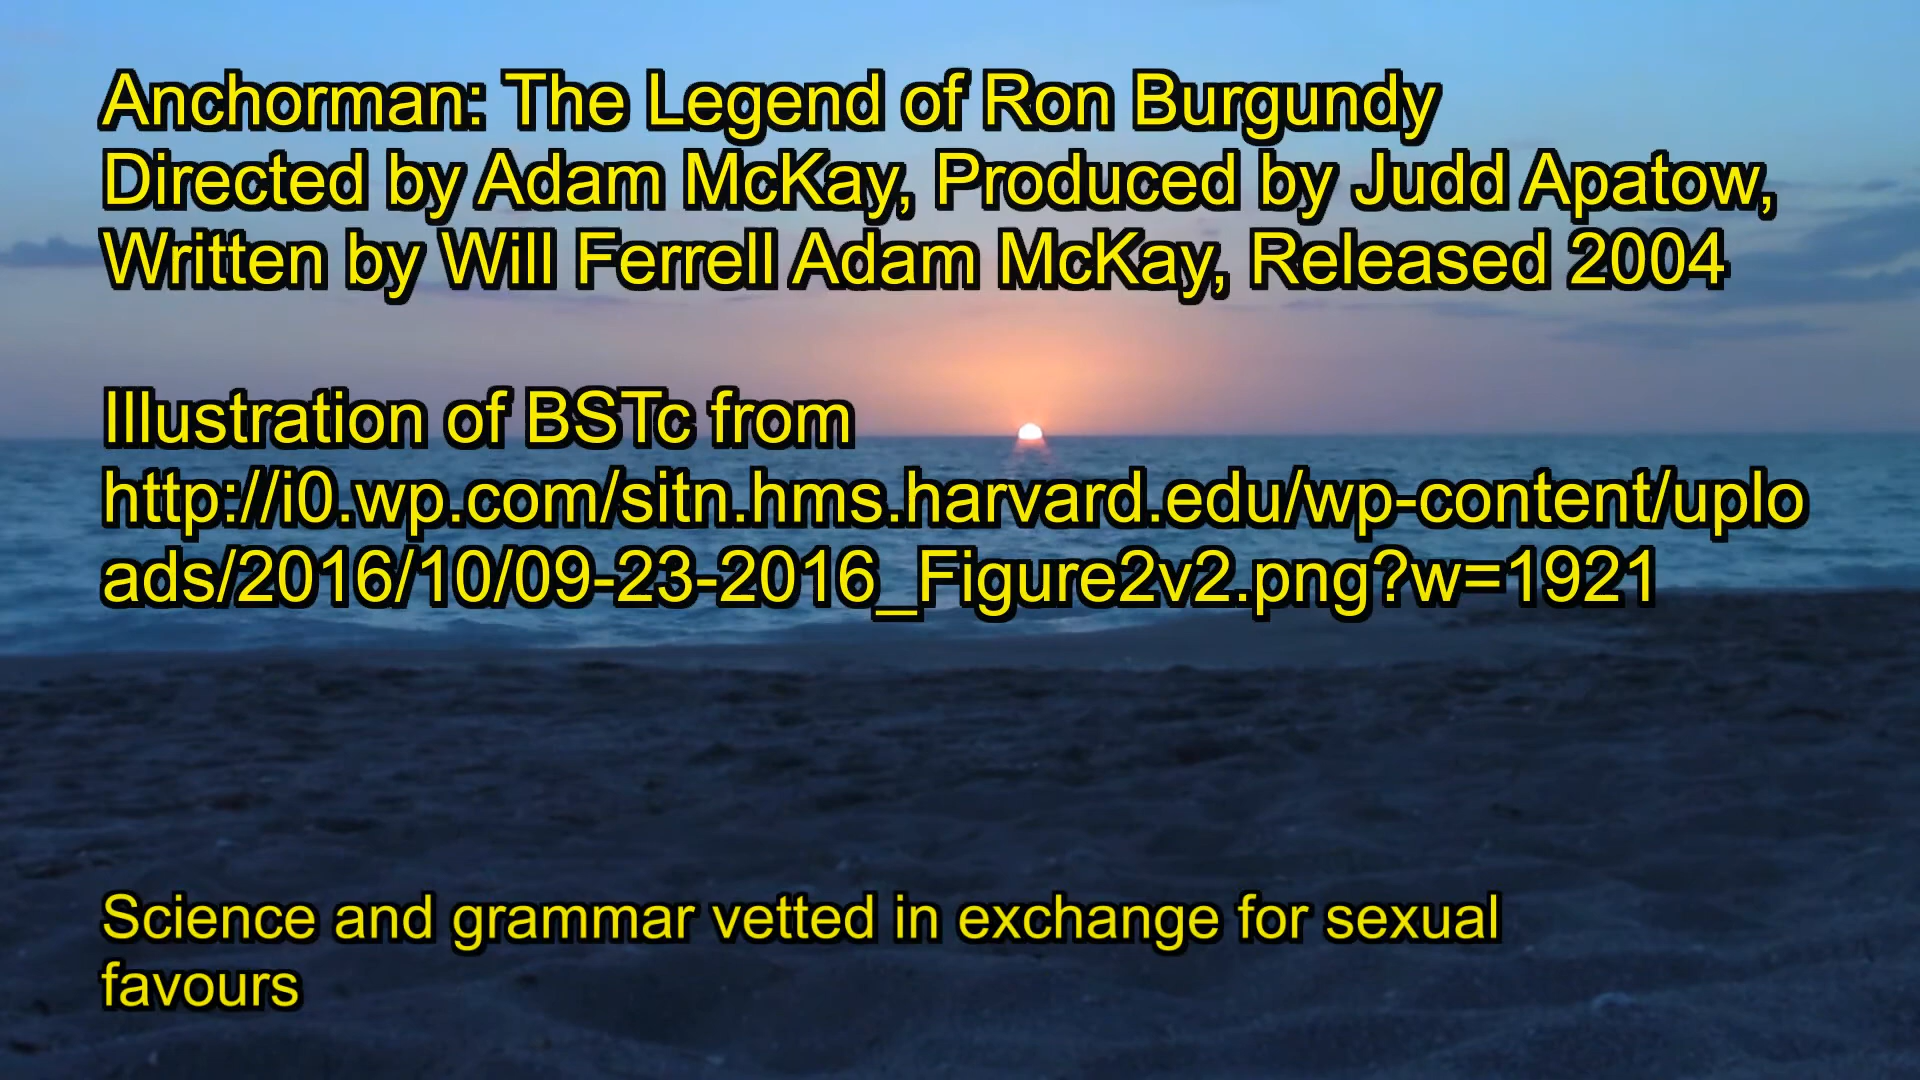 Anchorman: The Legend of Ron Burgundy
Directed by Adam McKay, Produced by Judd Apatow,
Written by Will Ferrell Adam McKay, Released 2004
Illustration of BSTc from
http://i0.wp.com/sitn.hms.harvard.edu/wp-content/uplo
ads/2016/10/09-23-2016_Figure2v2.png?w=1921
Science and grammar vetted in exchange for sexual
favours